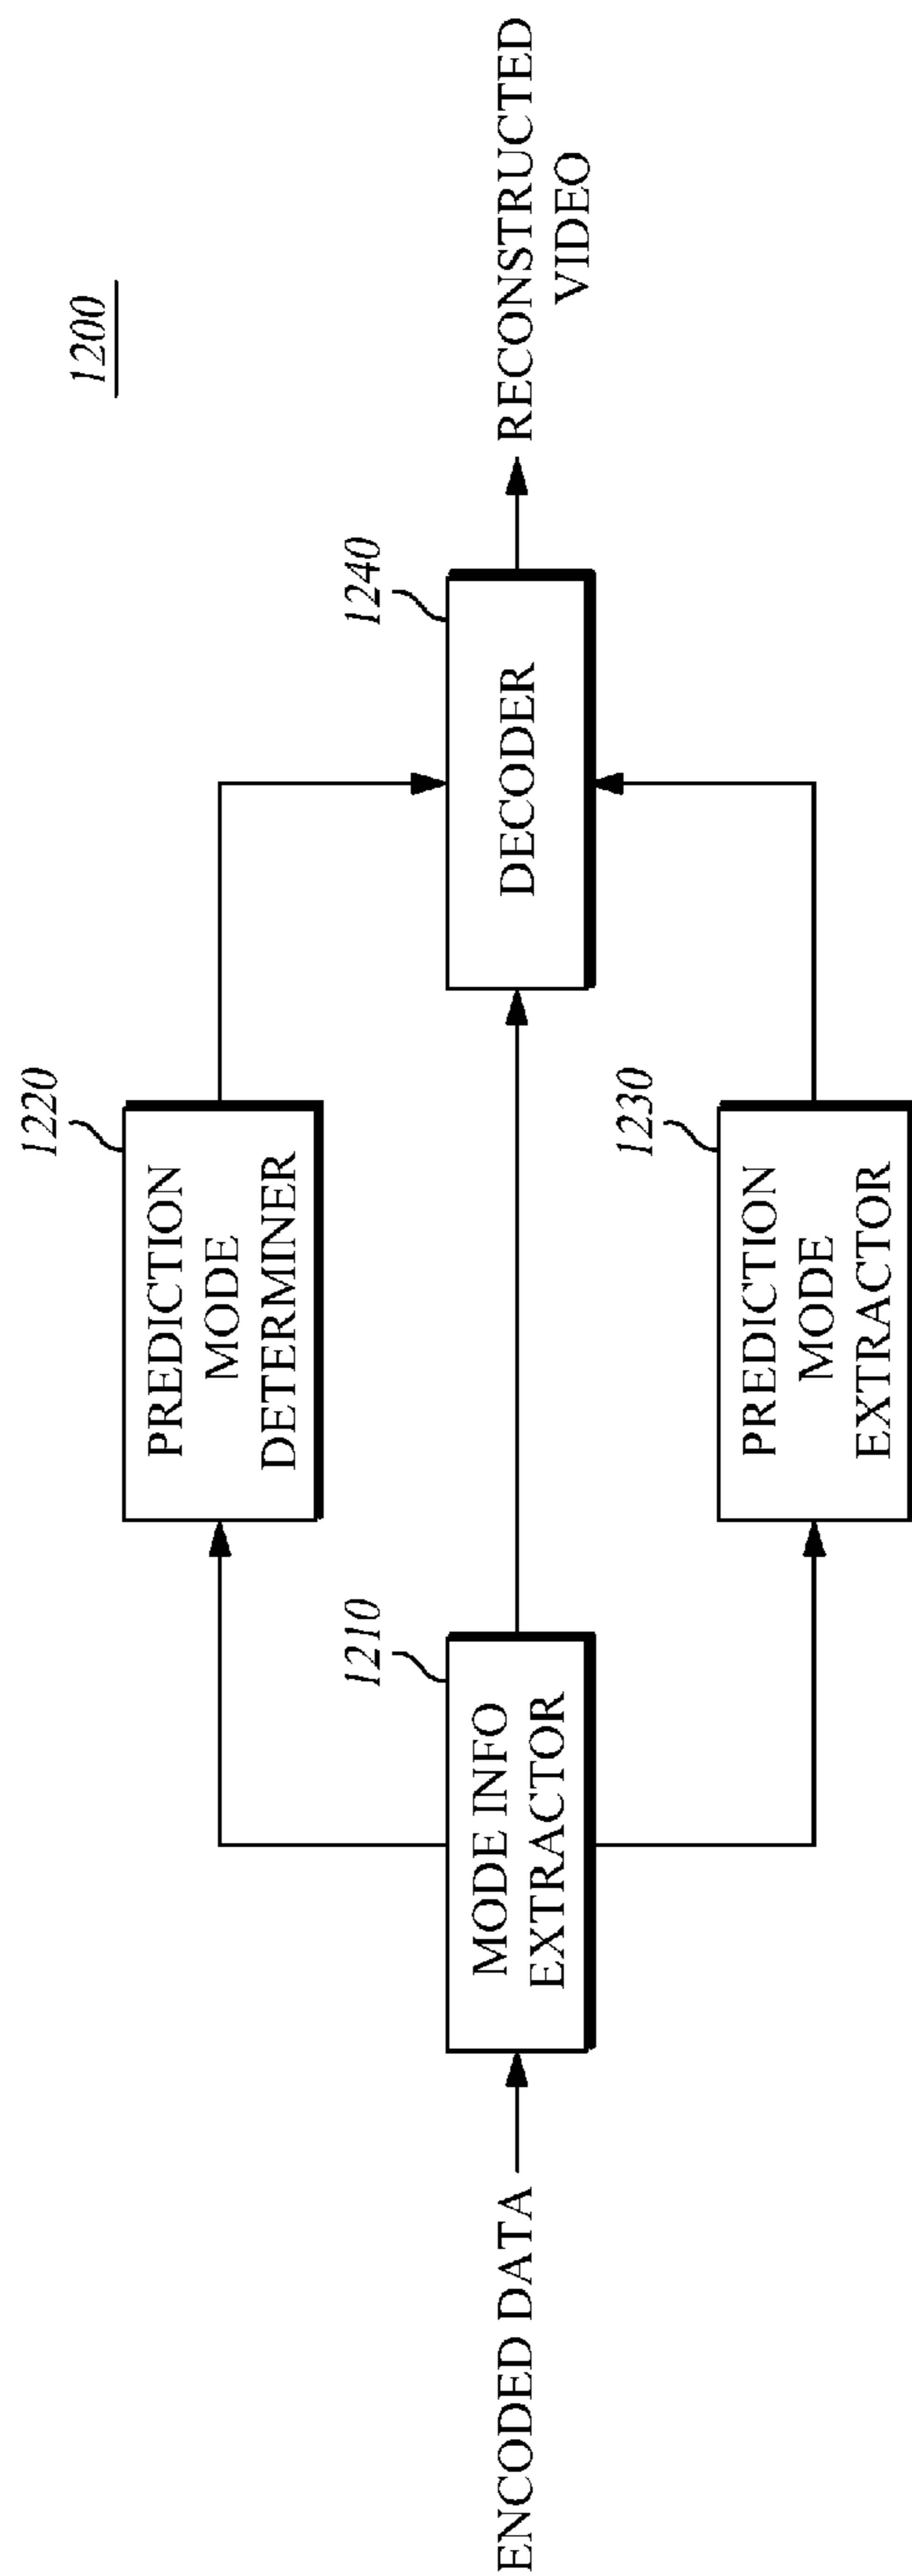 1200
1220
PREDICTION
MODE
DETERMINER
1210
MODE INFO
EXTRACTOR
1240
DECODER
ENCODED DATA
RECONSTRUCTED
VIDEO
1230
PREDICTION
MODE
EXTRACTOR